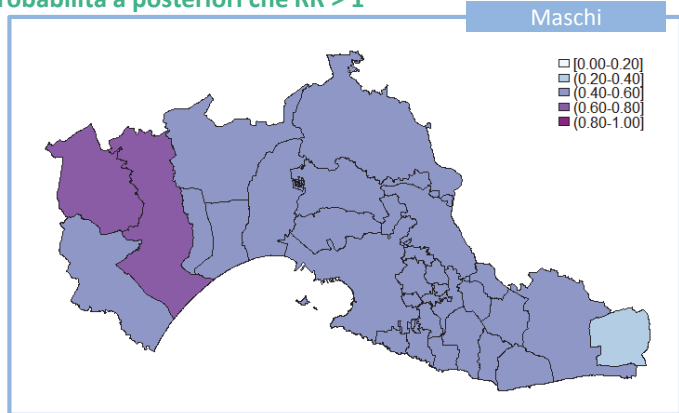 probabilità a posteriori che RR > 1
Maschi
[0.00-0.20]
(0.20-0.40]
(0.40-0.60]
(0.60-0.80]
(0.80-1.00]